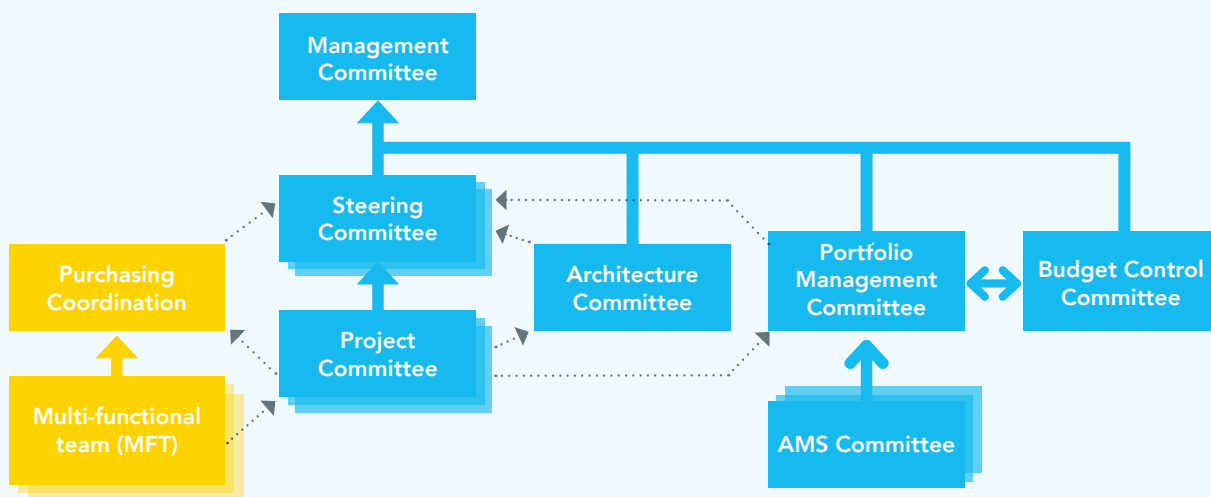 Management
Committee
Steering
Committee
Purchasing
Coordination
Architecture
Committee
Portfolio
Management
Committee
Budget Control
Committee
Project
Committee
Multi-functional
team (MFT)
AMS Committee